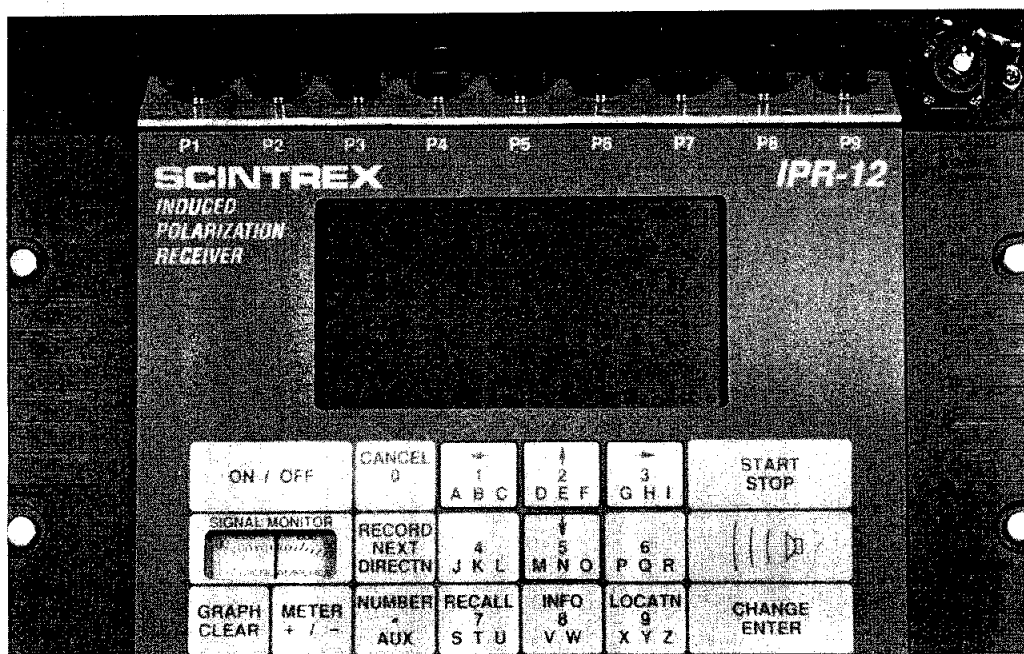 P1 P2 P3 P4 P5 P6 P7 P8 P9
SCINTREX IPR-12
INDUCED
POLARIZATION
RECEIVER
ON / OFF
CANCEL
0
1
A B C
2
D E F
3
G H I
START
STOP
SIGNAL MONITOR
RECORD
NEXT
DIRECTN
4
J K L
5
M N O
6
P Q R
GRAPH
CLEAR
METER
+ / -
NUMBER
.
AUX
RECALL
7
S T U
INFO
8
V W
LOCATN
9
X Y Z
CHANGE
ENTER